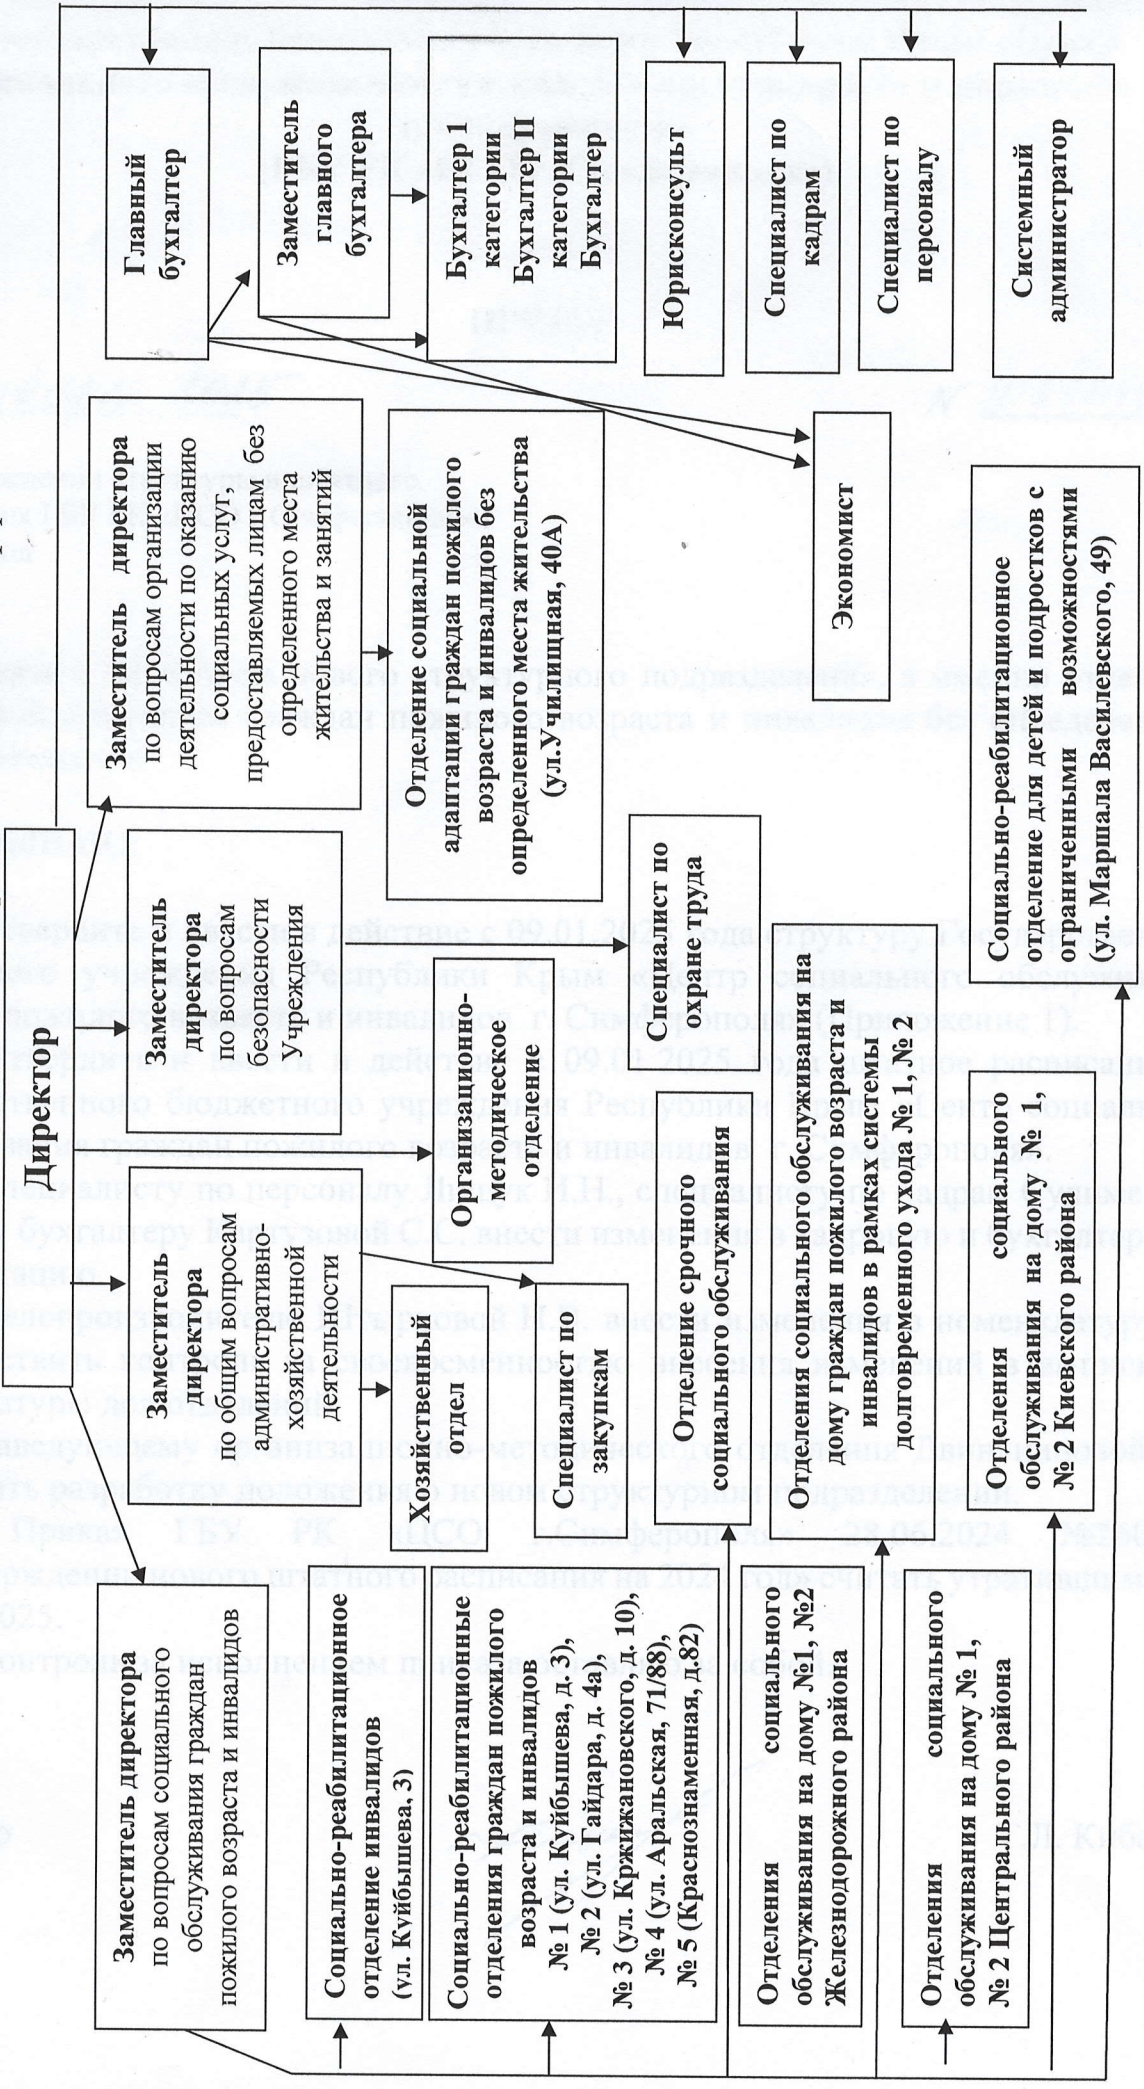 Директор
Заместитель директора
по вопросам социального
обслуживания граждан
пожилого возраста и инвалидов
Заместитель
директора
по общим вопросам
административно-
хозяйственной
деятельности
Заместитель
директора
по вопросам
безопасности
Учреждения
Заместитель директора
по вопросам организации
деятельности по оказанию
социальных услуг,
предоставляемых лицам без
определенного места
жительства и занятий
Главный
бухгалтер
Заместитель
главного
бухгалтера
Бухгалтер 1
категории
Бухгалтер II
категории
Бухгалтер
Юрисконсульт
Специалист по
кадрам
Специалист по
персоналу
Системный
администратор
Социально-реабилитационное
отделение инвалидов
(ул. Куйбышева, 3)
Хозяйственный
отдел
Организационно-
методическое
отделение
Отделение социальной
адаптации граждан пожилого
возраста и инвалидов без
определенного места жительства
(ул.Училищная, 40А)
Социально-реабилитационные
отделения граждан пожилого
возраста и инвалидов
№ 1 (ул. Куйбышева, д. 3),
№ 2 (ул. Гайдара, д. 4а),
№ 3 (ул. Кржижановского, д. 10),
№ 4 (ул. Аральская, 71/88),
№ 5 (Краснознаменная, д.82)
Специалист по
закупкам
Специалист по
охране труда
Экономист
Отделение срочного
социального обслуживания
Отделения социального
обслуживания на дому №1, №2
Железнодорожного района
Отделения социального обслуживания на
дому граждан пожилого возраста и
инвалидов в рамках системы
долговременного ухода № 1, № 2
Отделения социального
обслуживания на дому № 1,
№ 2 Центрального района
Отделения социального
обслуживания на дому № 1,
№ 2 Киевского района
Социально-реабилитационное
отделение для детей подростков с
ограниченными возможностями
(ул. Маршала Василевского, 49)